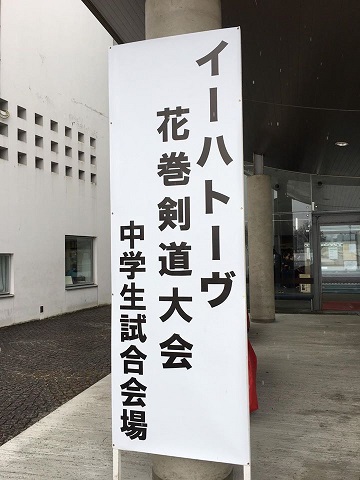 イーハトーヴ
花巻剣道大会
中学生試合会場